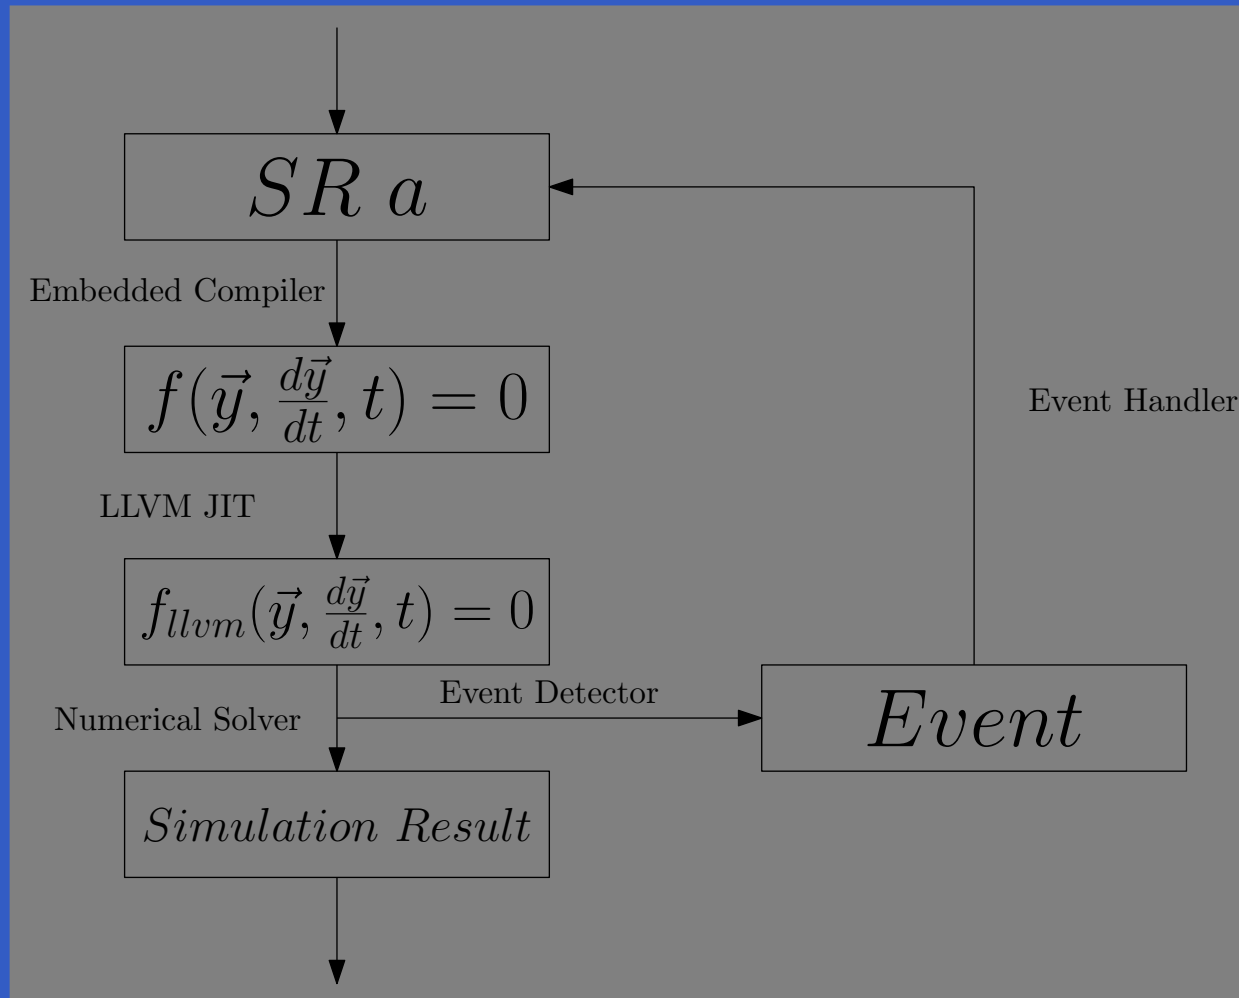 SR a
Embedded Compiler
f(y⃗, dy⃗/dt, t) = 0
Event Handler
LLVM JIT
f_llvm(y⃗, dy⃗/dt, t) = 0
Event Detector
Numerical Solver
Event
Simulation Result